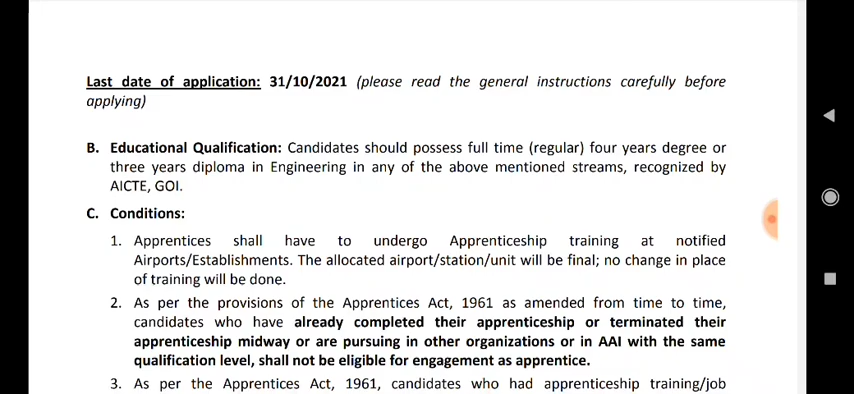 Last date of application: 31/10/2021 (please read the general instructions carefully before
applying)
B. Educational Qualification: Candidates should possess full time (regular) four years degree or
three years diploma in Engineering in any of the above mentioned streams, recognized by
AICTE, GOI.
C. Conditions:
1. Apprentices shall have to undergo Apprenticeship training at notified
Airports/Establishments. The allocated airport/station/unit will be final; no change in place
of training will be done.
2. As per the provisions of the Apprentices Act, 1961 as amended from time to time,
candidates who have already completed their apprenticeship or terminated their
apprenticeship midway or are pursuing in other organizations or in AAI with the same
qualification level, shall not be eligible for engagement as apprentice.
3. As per the Apprentices Act, 1961, candidates who had apprenticeship training/job